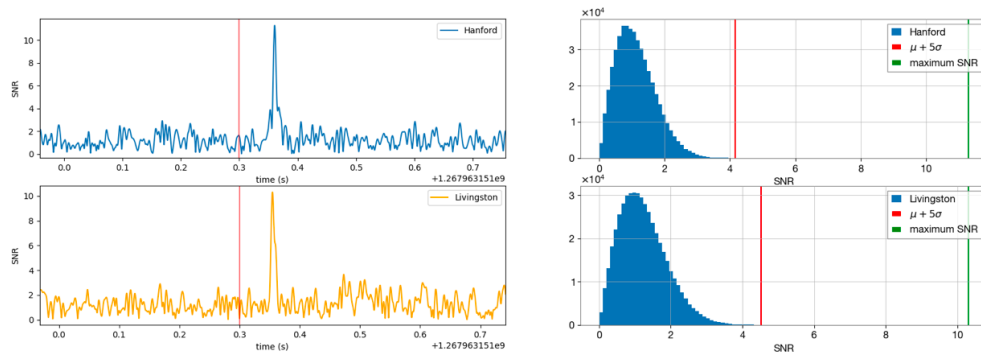 Hanford
SNR
10
8
6
4
2
0
0.0 0.1 0.2 0.3 0.4 0.5 0.6 0.7
time (s)
+1.267963151e9
Livingston
SNR
10
8
6
4
2
0
0.0 0.1 0.2 0.3 0.4 0.5 0.6 0.7
time (s)
+1.267963151e9
×10⁴
Hanford
μ + 5σ
maximum SNR
3
2
1
0
0 2 4 6 8 10
SNR
×10⁴
Livingston
μ + 5σ
maximum SNR
3
2
1
0
0 2 4 6 8 10
SNR